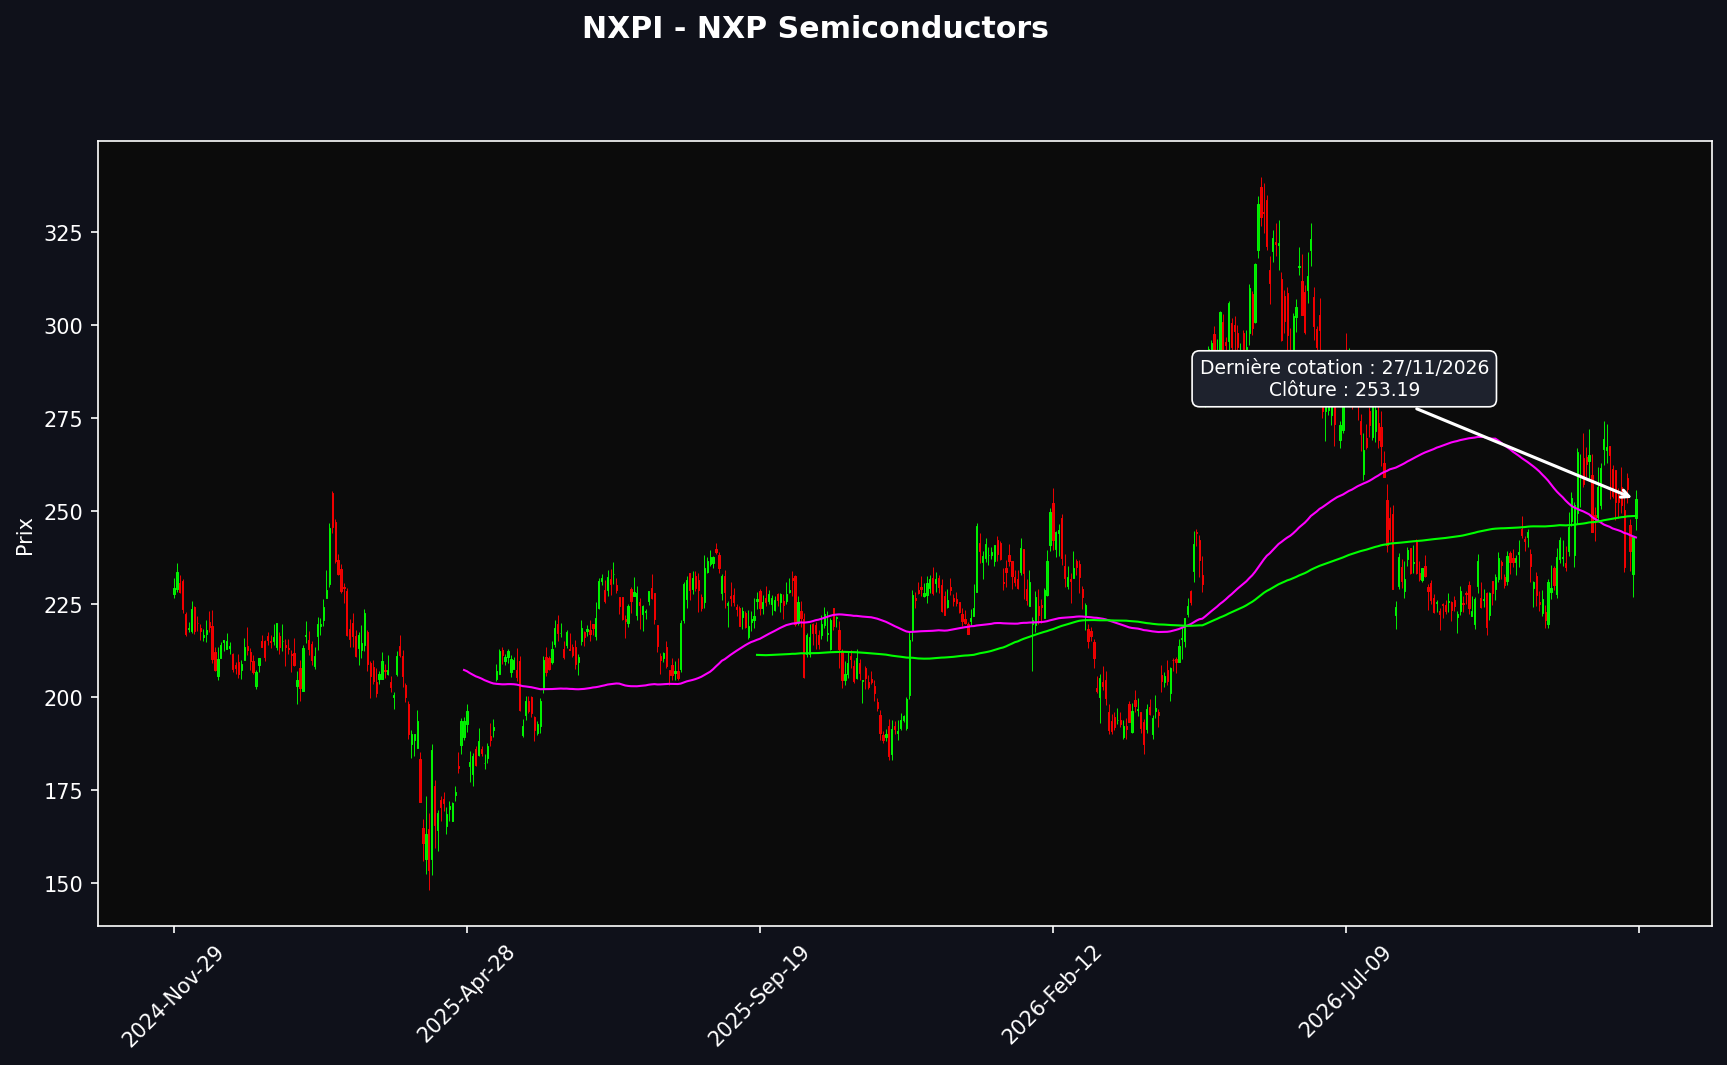 NXPI - NXP Semiconductors
Prix
325
300
275
250
225
200
175
150
Dernière cotation : 27/11/2026
Clôture : 253.19
2024-Nov-29
2025-Apr-28
2025-Sep-19
2026-Feb-12
2026-Jul-09